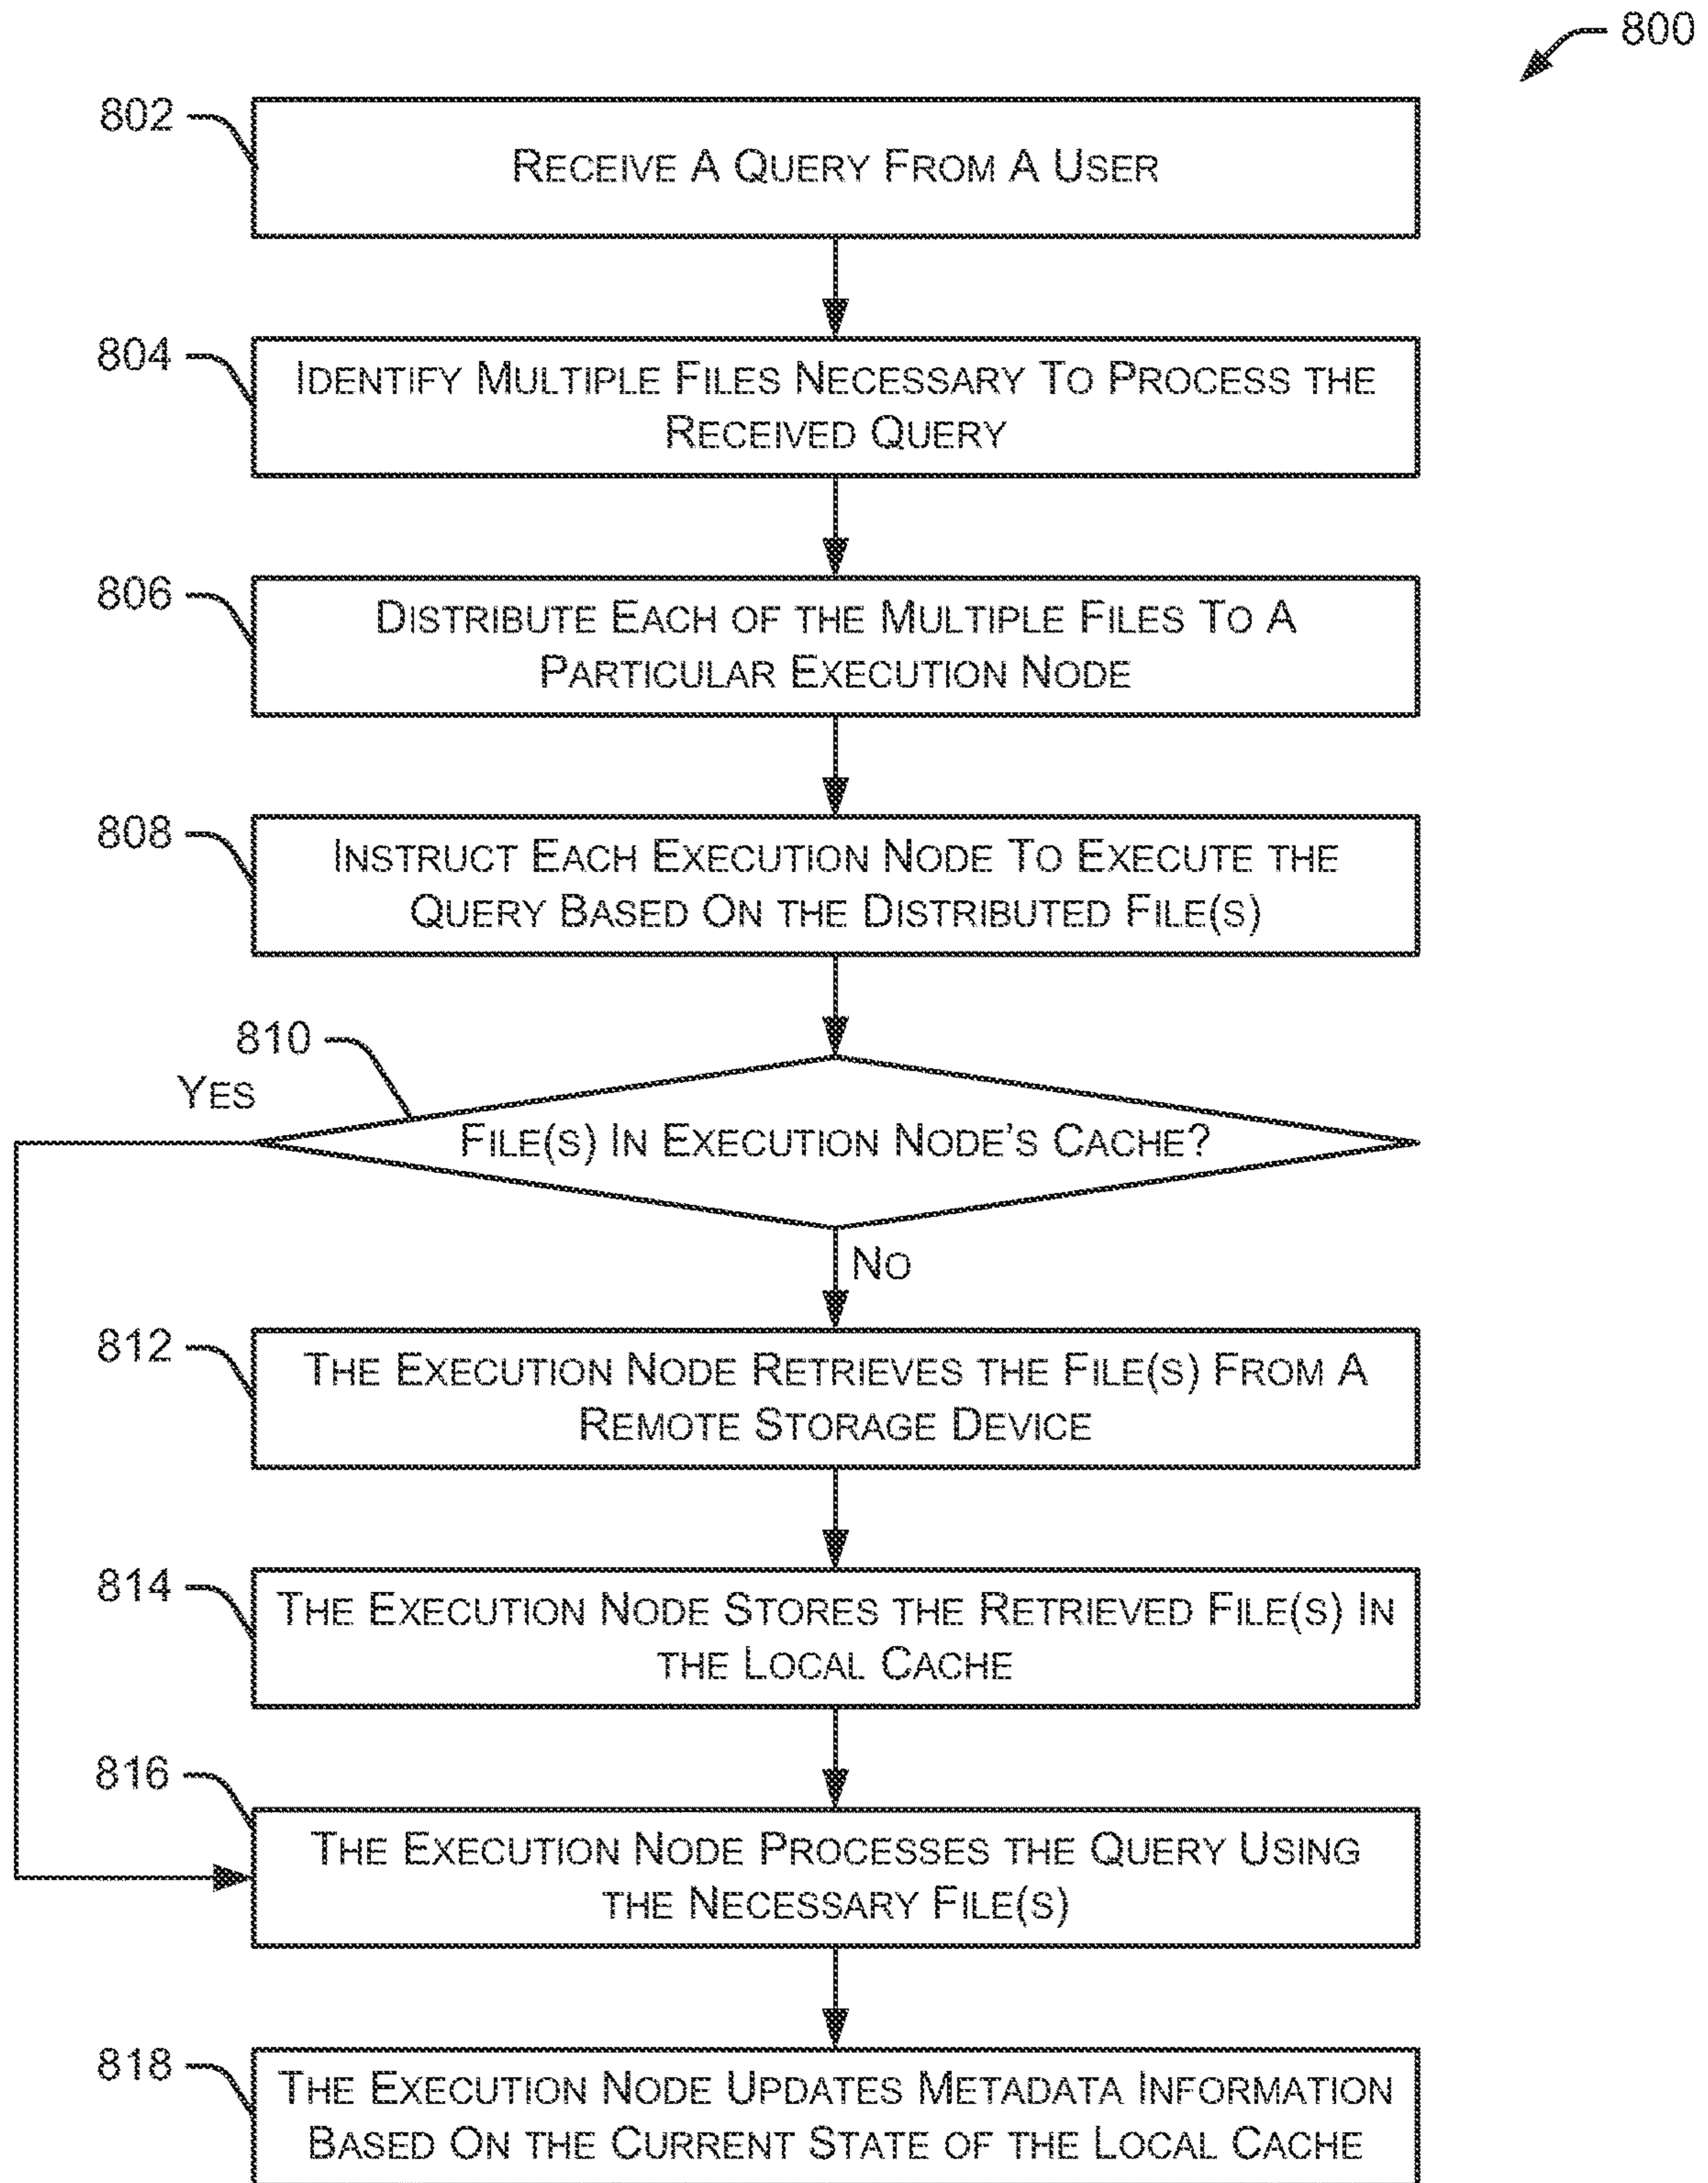 800
802
RECEIVE A QUERY FROM A USER
804
IDENTIFY MULTIPLE FILES NECESSARY TO PROCESS THE
RECEIVED QUERY
806
DISTRIBUTE EACH OF THE MULTIPLE FILES TO A
PARTICULAR EXECUTION NODE
808
INSTRUCT EACH EXECUTION NODE TO EXECUTE THE
QUERY BASED ON THE DISTRIBUTED FILE(S)
810
YES
FILE(S) IN EXECUTION NODE'S CACHE?
NO
812
THE EXECUTION NODE RETRIEVES THE FILE(S) FROM A
REMOTE STORAGE DEVICE
814
THE EXECUTION NODE STORES THE RETRIEVED FILE(S) IN
THE LOCAL CACHE
816
THE EXECUTION NODE PROCESSES THE QUERY USING
THE NECESSARY FILE(S)
818
THE EXECUTION NODE UPDATES METADATA INFORMATION
BASED ON THE CURRENT STATE OF THE LOCAL CACHE